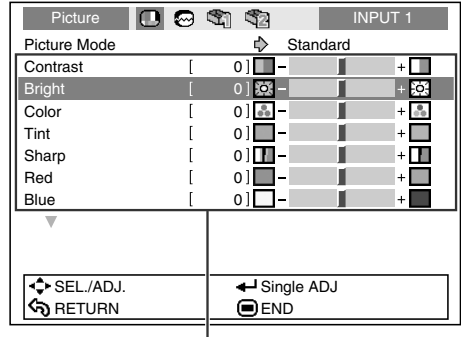 Picture INPUT 1
Picture Mode Standard
Contrast [ 0] - +
Bright [ 0] - +
Color [ 0] - +
Tint [ 0] - +
Sharp [ 0] - +
Red [ 0] - +
Blue [ 0] - +
SEL./ADJ. Single ADJ
RETURN END